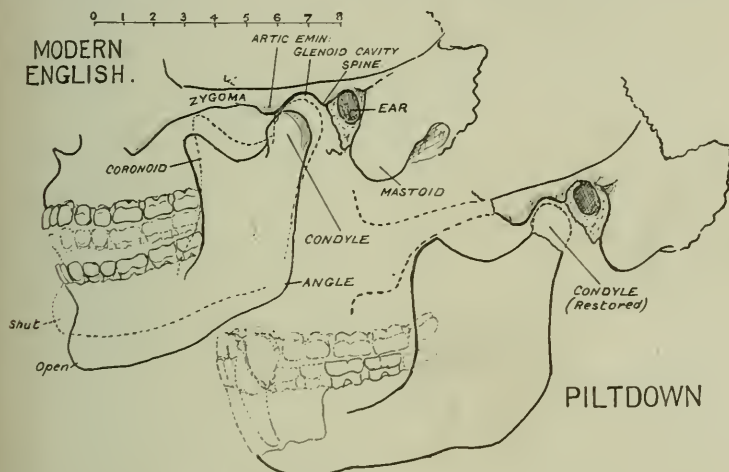 0 1 2 3 4 5 6 7 8
MODERN
ENGLISH.
ARTIC EMIN:
GLENOID CAVITY
SPINE
ZYGOMA
EAR
CORONOID
MASTOID
CONDYLE
ANGLE
CONDYLE
(Restored)
Shut
Open
PILTDOWN